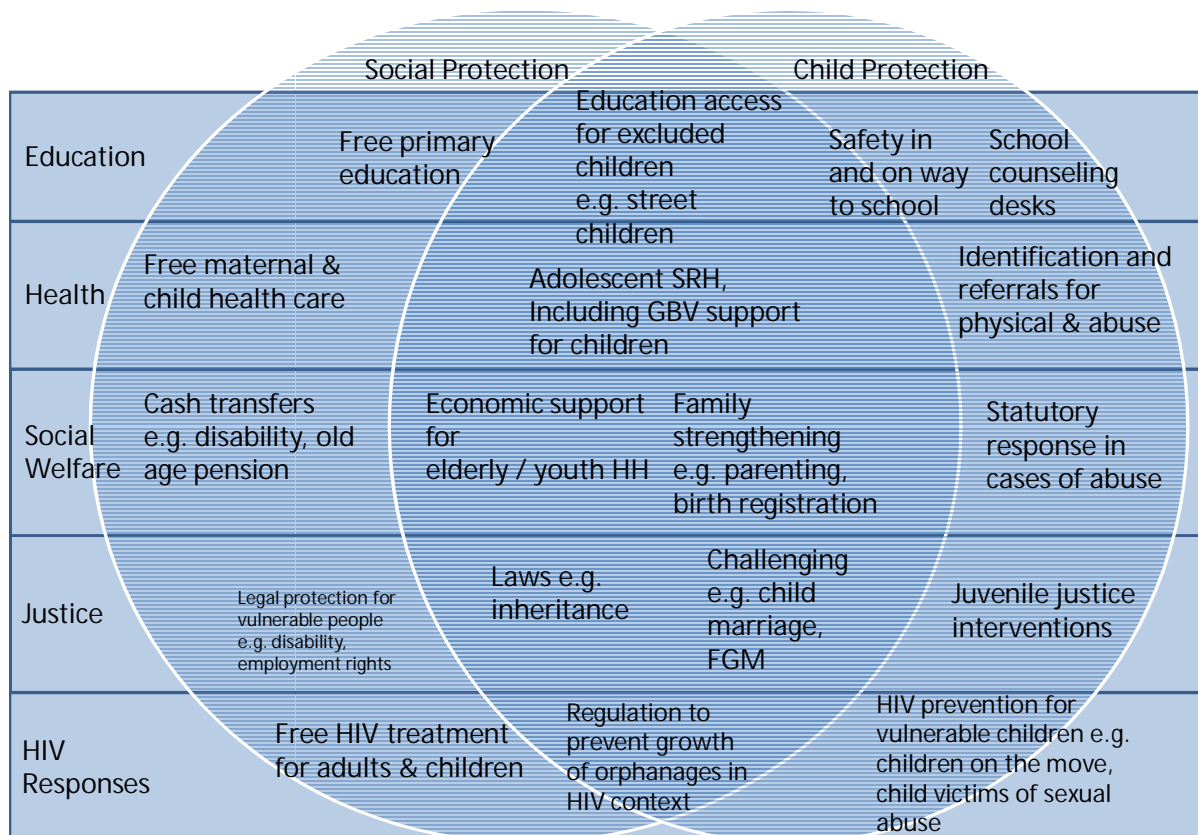 Social Protection
Child Protection
Education
Free primary
education
Education access
for excluded
children
e.g. street
children
Safety in
and on way
to school
School
counseling
desks
Health
Free maternal &
child health care
Adolescent SRH,
Including GBV support
for children
Identification and
referrals for
physical & abuse
Social
Welfare
Cash transfers
e.g. disability, old
age pension
Economic support
for
elderly / youth HH
Family
strengthening
e.g. parenting,
birth registration
Statutory
response in
cases of abuse
Justice
Legal protection for
vulnerable people
e.g. disability,
employment rights
Laws e.g.
inheritance
Challenging
e.g. child
marriage,
FGM
Juvenile justice
interventions
HIV
Responses
Free HIV treatment
for adults & children
Regulation to
prevent growth
of orphanages in
HIV context
HIV prevention for
vulnerable children e.g.
children on the move,
child victims of sexual
abuse